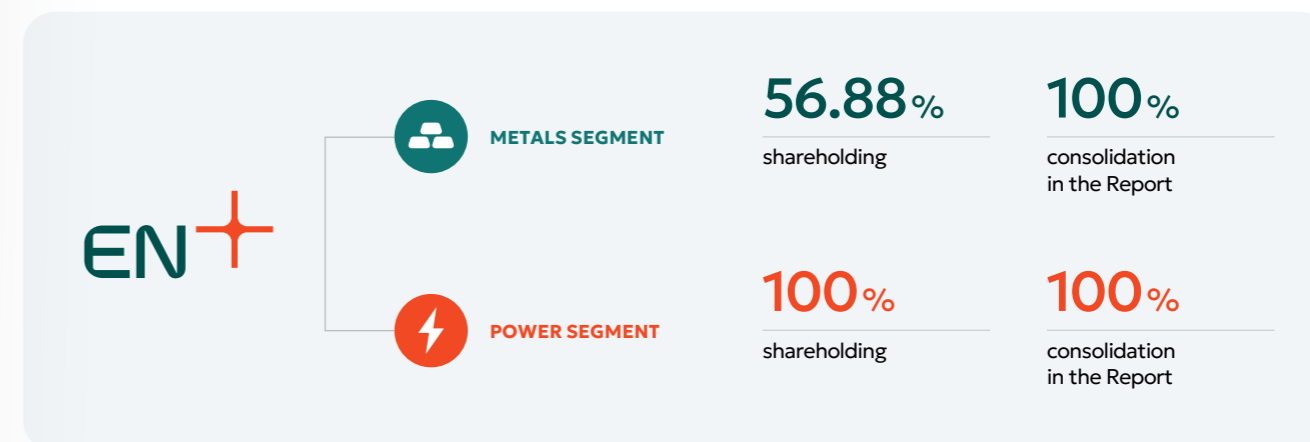 EN+
METALS SEGMENT
56.88%
shareholding
100%
consolidation
in the Report
POWER SEGMENT
100%
shareholding
100%
consolidation
in the Report